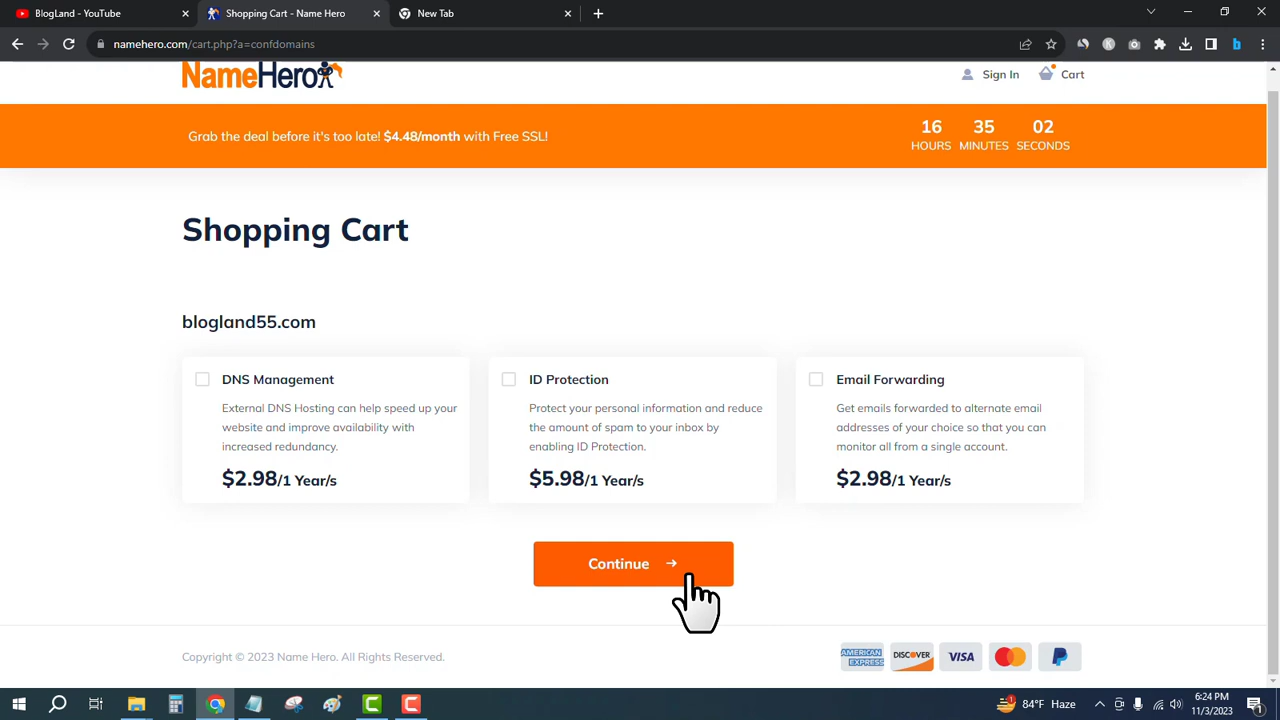 BlogLand - YouTube
Shopping Cart - Name Hero
New Tab
namehero.com/cart.php?a=confdomains
b
NameHero
Sign In
Cart
Grab the deal before it's too late! $4.48/month with Free SSL!
16
HOURS
35
MINUTES
02
SECONDS
Shopping Cart
blogland55.com
DNS Management
External DNS Hosting can help speed up your
website and improve availability with
increased redundancy.
$2.98/1 Year/s
ID Protection
Protect your personal information and reduce
the amount of spam to your inbox by
enabling ID Protection.
$5.98/1 Year/s
Email Forwarding
Get emails forwarded to alternate email
addresses of your choice so that you can
monitor all from a single account.
$2.98/1 Year/s
Continue
Copyright © 2023 Name Hero. All Rights Reserved.
AMERICAN
EXPRESS
DISCOVER
VISA
84°F Haze
6:24 PM
11/3/2023